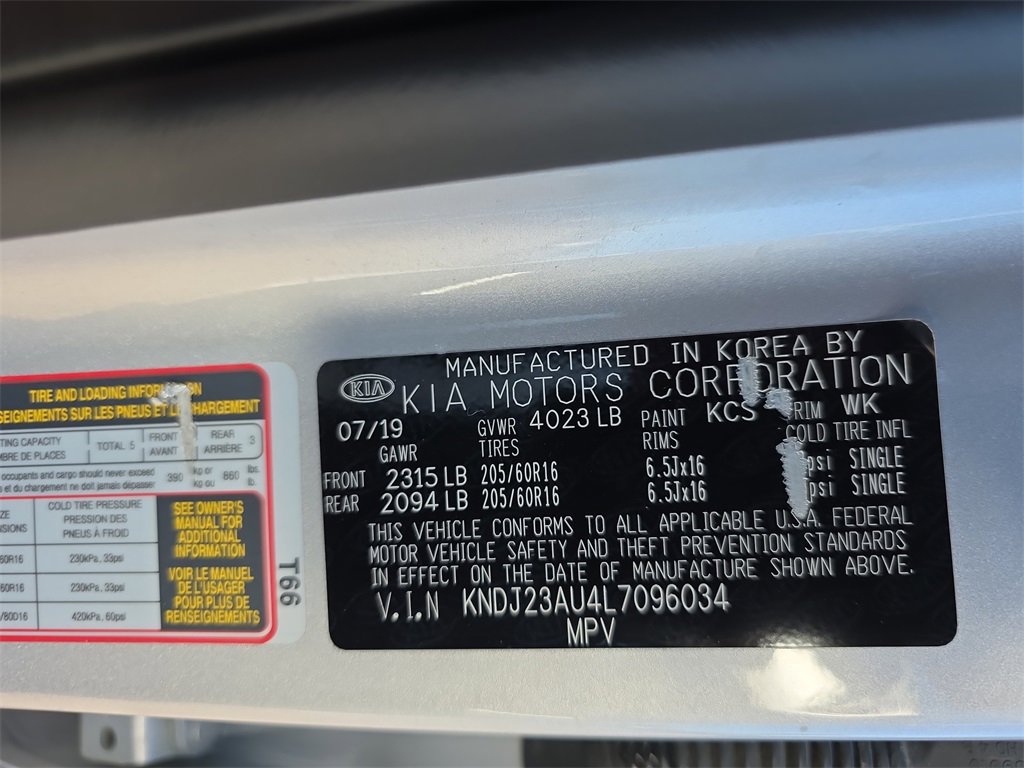 TIRE AND LOADING INFORMATION
SEIGNEMENTS SUR LES PNEUS ET LE CHARGEMENT
TING CAPACITY
MBRE DE PLACES
TOTAL 5
FRONT
AVANT
REAR
ARRIÈRE
3
occupants and cargo should never exceed
s et du chargement ne doit jamais dépasser
390
kg or
kg ou
860
lbs.
lb.
ZE
NSIONS
COLD TIRE PRESSURE
PRESSION DES
PNEUS À FROID
60R16
230kPa, 33psi
60R16
230kPa, 33psi
/80D16
420kPa, 60psi
SEE OWNER'S
MANUAL FOR
ADDITIONAL
INFORMATION
VOIR LE MANUEL
DE L'USAGER
POUR PLUS DE
RENSEIGNEMENTS
T66
KIA
MANUFACTURED IN KOREA BY
KIA MOTORS CORPORATION
07/19 GVWR 4023 LB PAINT KCS TRIM WK
GAWR TIRES RIMS COLD TIRE INFL
FRONT 2315 LB 205/60R16 6.5Jx16 psi SINGLE
REAR 2094 LB 205/60R16 6.5Jx16 psi SINGLE
THIS VEHICLE CONFORMS TO ALL APPLICABLE U.S.A. FEDERAL
MOTOR VEHICLE SAFETY AND THEFT PREVENTION STANDARDS
IN EFFECT ON THE DATE OF MANUFACTURE SHOWN ABOVE.
V.I.N KNDJ23AU4L7096034
MPV